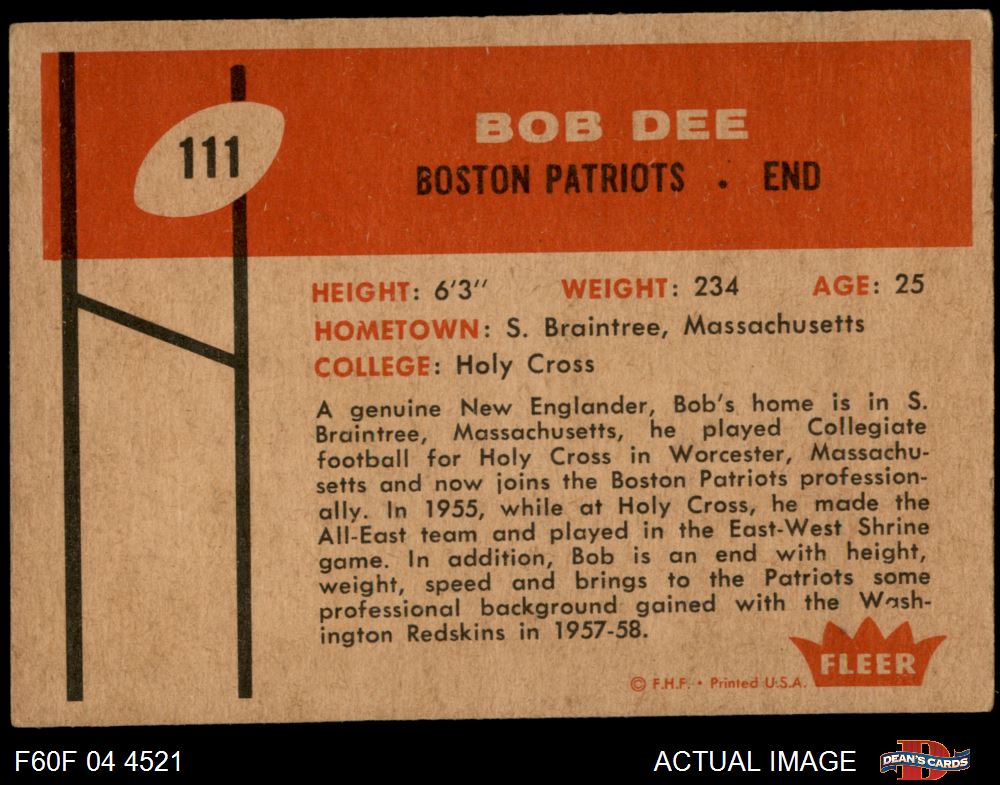 111
BOB DEE
BOSTON PATRIOTS . END
HEIGHT: 6'3" WEIGHT: 234 AGE: 25
HOMETOWN: S. Braintree, Massachusetts
COLLEGE: Holy Cross
A genuine New Englander, Bob's home is in S.
Braintree, Massachusetts, he played Collegiate
football for Holy Cross in Worcester, Massachu-
setts and now joins the Boston Patriots profession-
ally. In 1955, while at Holy Cross, he made the
All-East team and played in the East-West Shrine
game. In addition, Bob is an end with height,
weight, speed and brings to the Patriots some
professional background gained with the Wash-
ington Redskins in 1957-58.
FLEER
© F.H.F. • Printed U.S.A.
F60F 04 4521
ACTUAL IMAGE
D
DEAN'S CARDS